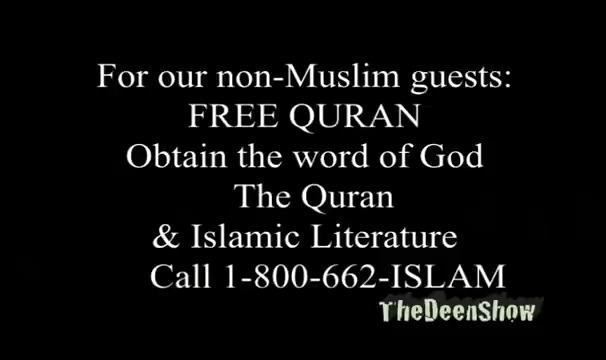 For our non-Muslim guests:
FREE QURAN
Obtain the word of God
The Quran
& Islamic Literature
Call 1-800-662-ISLAM
TheDeenShow